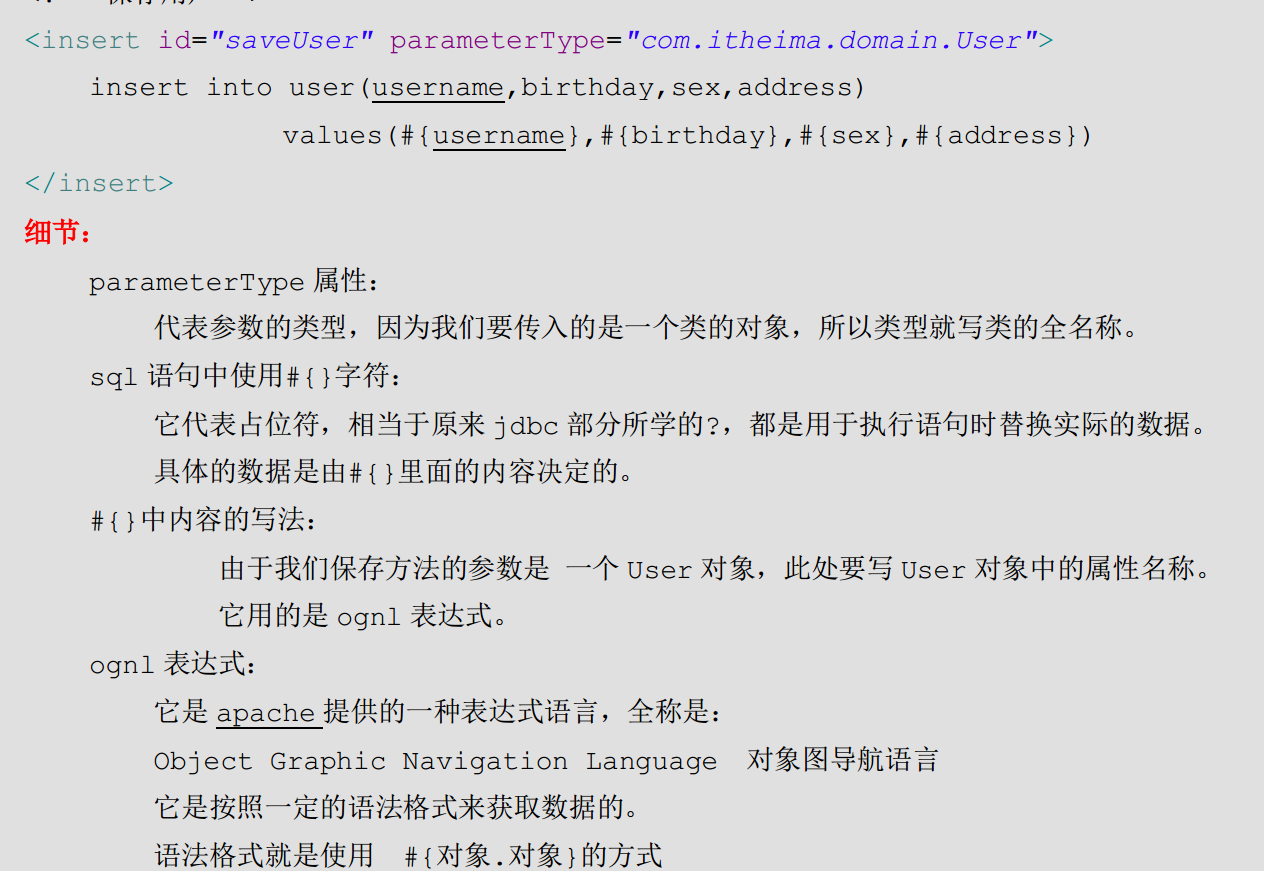 <insert id="saveUser" parameterType="com.itheima.domain.User">
insert into user(username,birthday,sex,address)
values(#{username},#{birthday},#{sex},#{address})
</insert>
细节：
parameterType 属性：
代表参数的类型，因为我们要传入的是一个类的对象，所以类型就写类的全名称。
sql 语句中使用#{}字符：
它代表占位符，相当于原来 jdbc 部分所学的?，都是用于执行语句时替换实际的数据。
具体的数据是由#{}里面的内容决定的。
#{}中内容的写法：
由于我们保存方法的参数是 一个 User 对象，此处要写 User 对象中的属性名称。
它用的是 ognl 表达式。
ognl 表达式：
它是 apache 提供的一种表达式语言，全称是：
Object Graphic Navigation Language 对象图导航语言
它是按照一定的语法格式来获取数据的。
语法格式就是使用 #{对象.对象}的方式